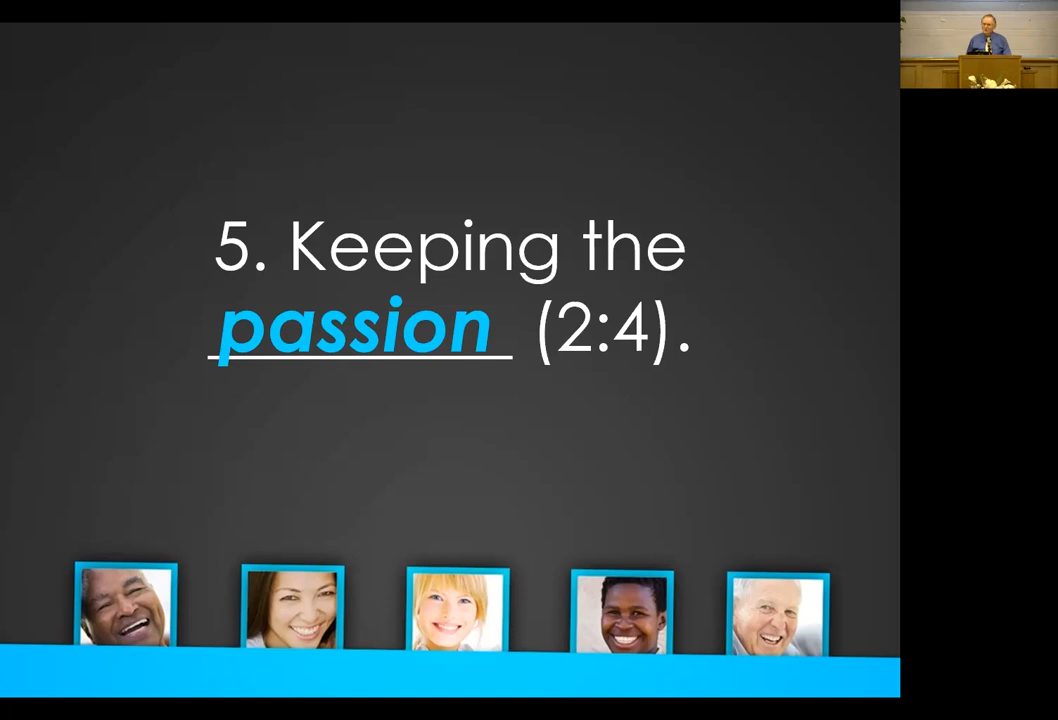 5. Keeping the
passion (2:4).